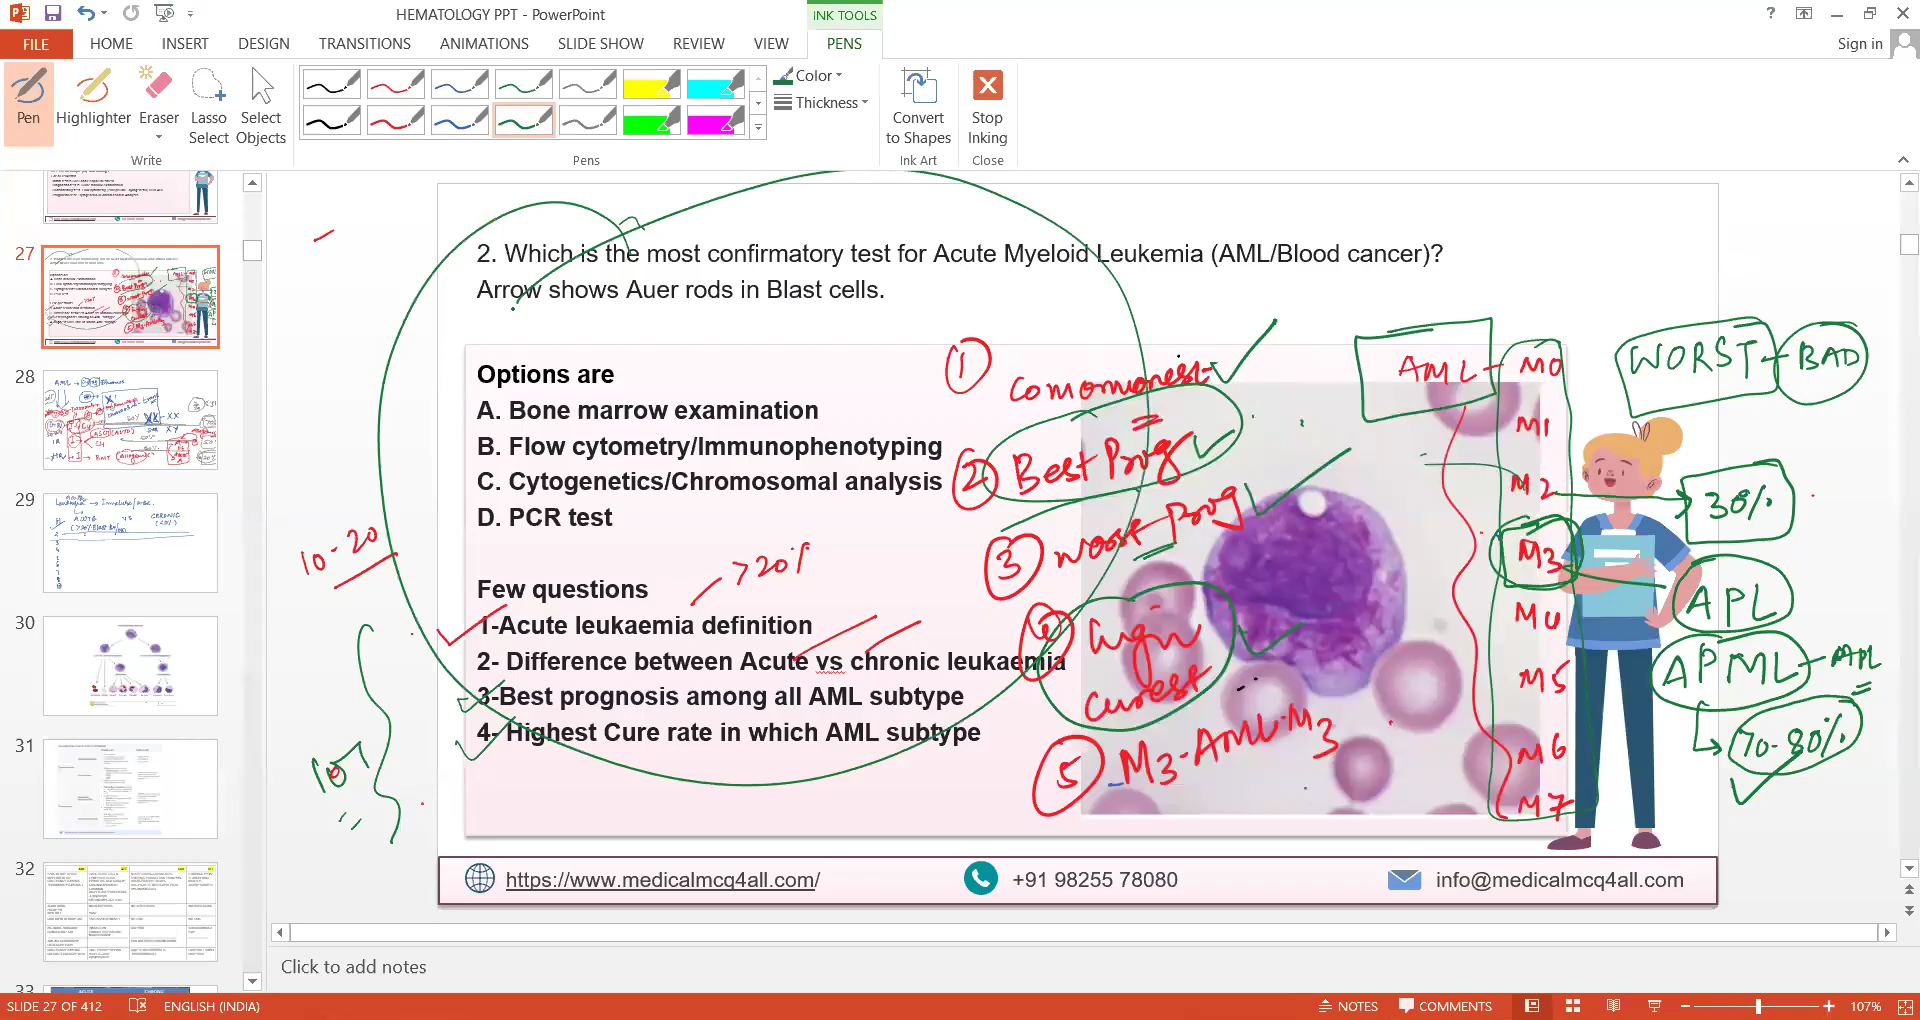 HEMATOLOGY PPT - PowerPoint
INK TOOLS
FILE HOME INSERT DESIGN TRANSITIONS ANIMATIONS SLIDE SHOW REVIEW VIEW PENS
Sign in
Pen Highlighter Eraser Lasso Select Select Objects
Color
Thickness
Convert to Shapes
Stop Inking
Write Pens Ink Art Close
27
28
29
30
31
32
33
2. Which is the most confirmatory test for Acute Myeloid Leukemia (AML/Blood cancer)?
Arrow shows Auer rods in Blast cells.
Options are
A. Bone marrow examination
B. Flow cytometry/Immunophenotyping
C. Cytogenetics/Chromosomal analysis
D. PCR test
Few questions
1-Acute leukaemia definition
2- Difference between Acute vs chronic leukaemia
3-Best prognosis among all AML subtype
4- Highest Cure rate in which AML subtype
10-20
>20%
1 Commonest
2 Best Prog
3 Worst Prog
5 M3-AML-M3
AML - M0
M1
M2
M3
M5
M6
M7
WORST - BAD
30%
APL
APML - APL
70-80%
https://www.medicalmcq4all.com/
+91 98255 78080
info@medicalmcq4all.com
Click to add notes
SLIDE 27 OF 412 ENGLISH (INDIA) NOTES COMMENTS 107%